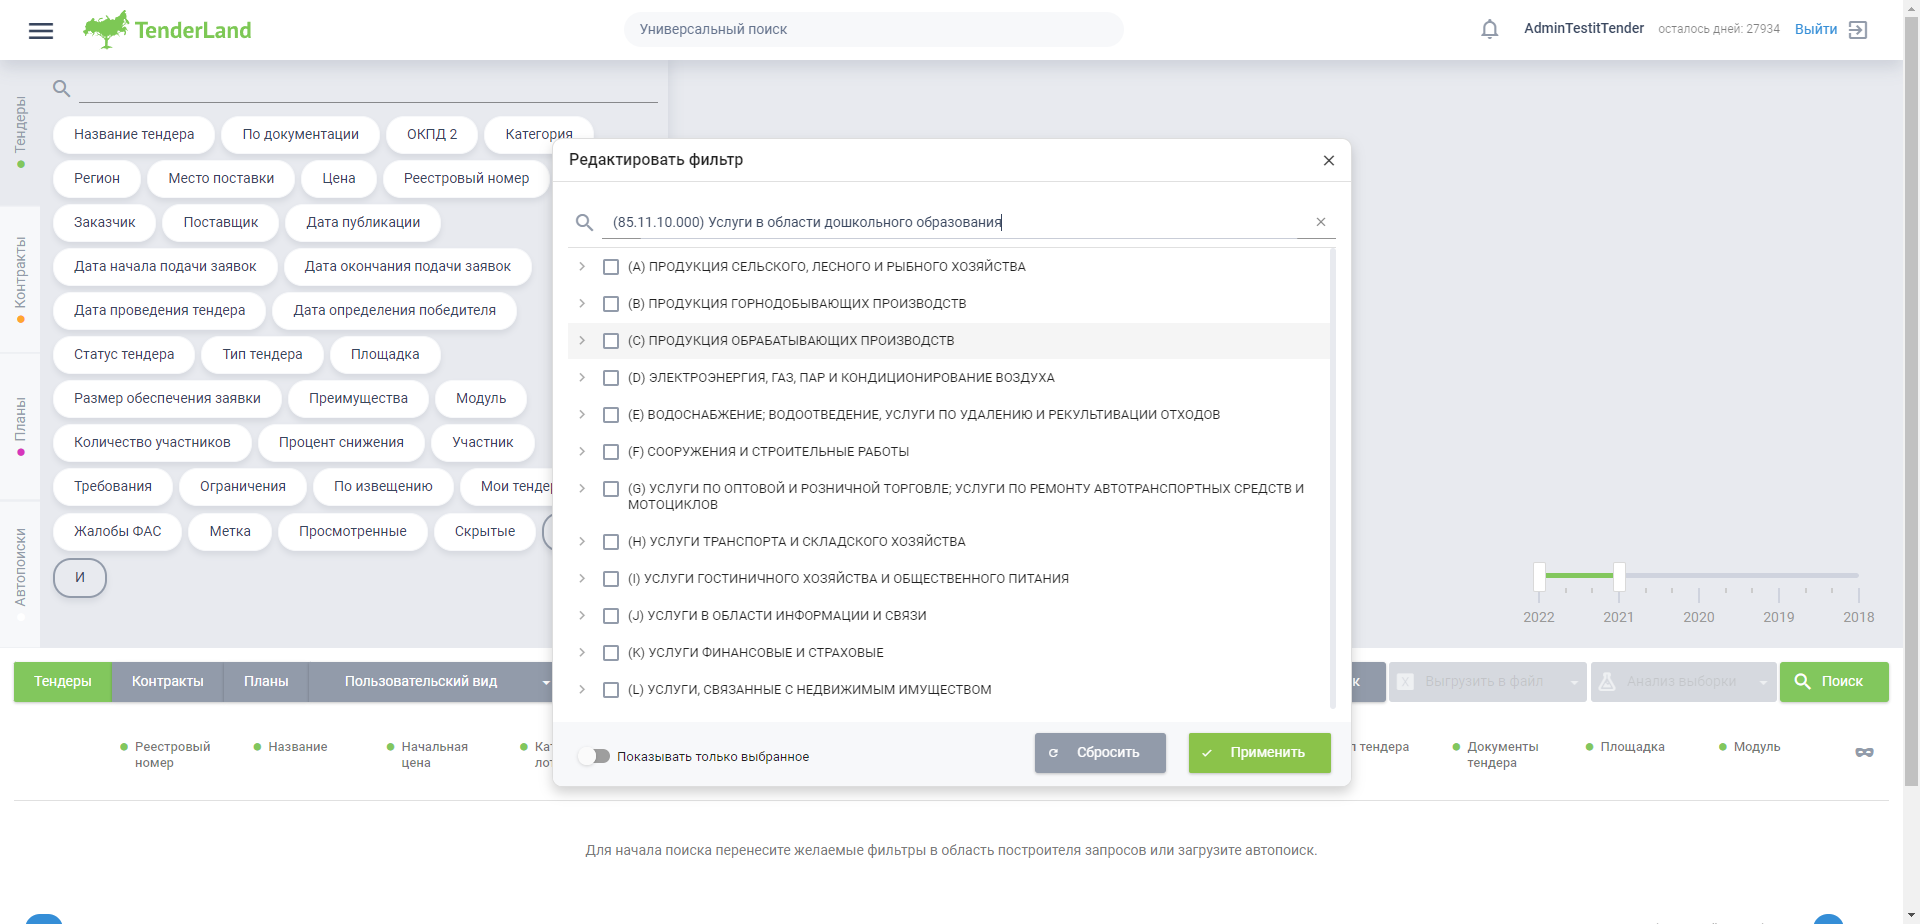 TenderLand
Универсальный поиск
AdminTestitTender
осталось дней: 27934
Выйти
Тендеры
Контракты
Планы
Автопоиски
Название тендера
По документации
ОКПД 2
Категория
Регион
Место поставки
Цена
Реестровый номер
Заказчик
Поставщик
Дата публикации
Дата начала подачи заявок
Дата окончания подачи заявок
Дата проведения тендера
Дата определения победителя
Статус тендера
Тип тендера
Площадка
Размер обеспечения заявки
Преимущества
Модуль
Количество участников
Процент снижения
Участник
Требования
Ограничения
По извещению
Мои тенде
Жалобы ФАС
Метка
Просмотренные
Скрытые
И
Редактировать фильтр
(85.11.10.000) Услуги в области дошкольного образования
(A) ПРОДУКЦИЯ СЕЛЬСКОГО, ЛЕСНОГО И РЫБНОГО ХОЗЯЙСТВА
(B) ПРОДУКЦИЯ ГОРНОДОБЫВАЮЩИХ ПРОИЗВОДСТВ
(C) ПРОДУКЦИЯ ОБРАБАТЫВАЮЩИХ ПРОИЗВОДСТВ
(D) ЭЛЕКТРОЭНЕРГИЯ, ГАЗ, ПАР И КОНДИЦИОНИРОВАНИЕ ВОЗДУХА
(E) ВОДОСНАБЖЕНИЕ; ВОДООТВЕДЕНИЕ, УСЛУГИ ПО УДАЛЕНИЮ И РЕКУЛЬТИВАЦИИ ОТХОДОВ
(F) СООРУЖЕНИЯ И СТРОИТЕЛЬНЫЕ РАБОТЫ
(G) УСЛУГИ ПО ОПТОВОЙ И РОЗНИЧНОЙ ТОРГОВЛЕ; УСЛУГИ ПО РЕМОНТУ АВТОТРАНСПОРТНЫХ СРЕДСТВ И
МОТОЦИКЛОВ
(H) УСЛУГИ ТРАНСПОРТА И СКЛАДСКОГО ХОЗЯЙСТВА
(I) УСЛУГИ ГОСТИНИЧНОГО ХОЗЯЙСТВА И ОБЩЕСТВЕННОГО ПИТАНИЯ
(J) УСЛУГИ В ОБЛАСТИ ИНФОРМАЦИИ И СВЯЗИ
(K) УСЛУГИ ФИНАНСОВЫЕ И СТРАХОВЫЕ
(L) УСЛУГИ, СВЯЗАННЫЕ С НЕДВИЖИМЫМ ИМУЩЕСТВОМ
Показывать только выбранное
Сбросить
Применить
2022
2021
2020
2019
2018
Тендеры
Контракты
Планы
Пользовательский вид
к
Выгрузить в файл
Анализ выборки
Поиск
Реестровый
номер
Название
Начальная
цена
Ка
ло
п тендера
Документы
тендера
Площадка
Модуль
Для начала поиска перенесите желаемые фильтры в область построителя запросов или загрузите автопоиск.